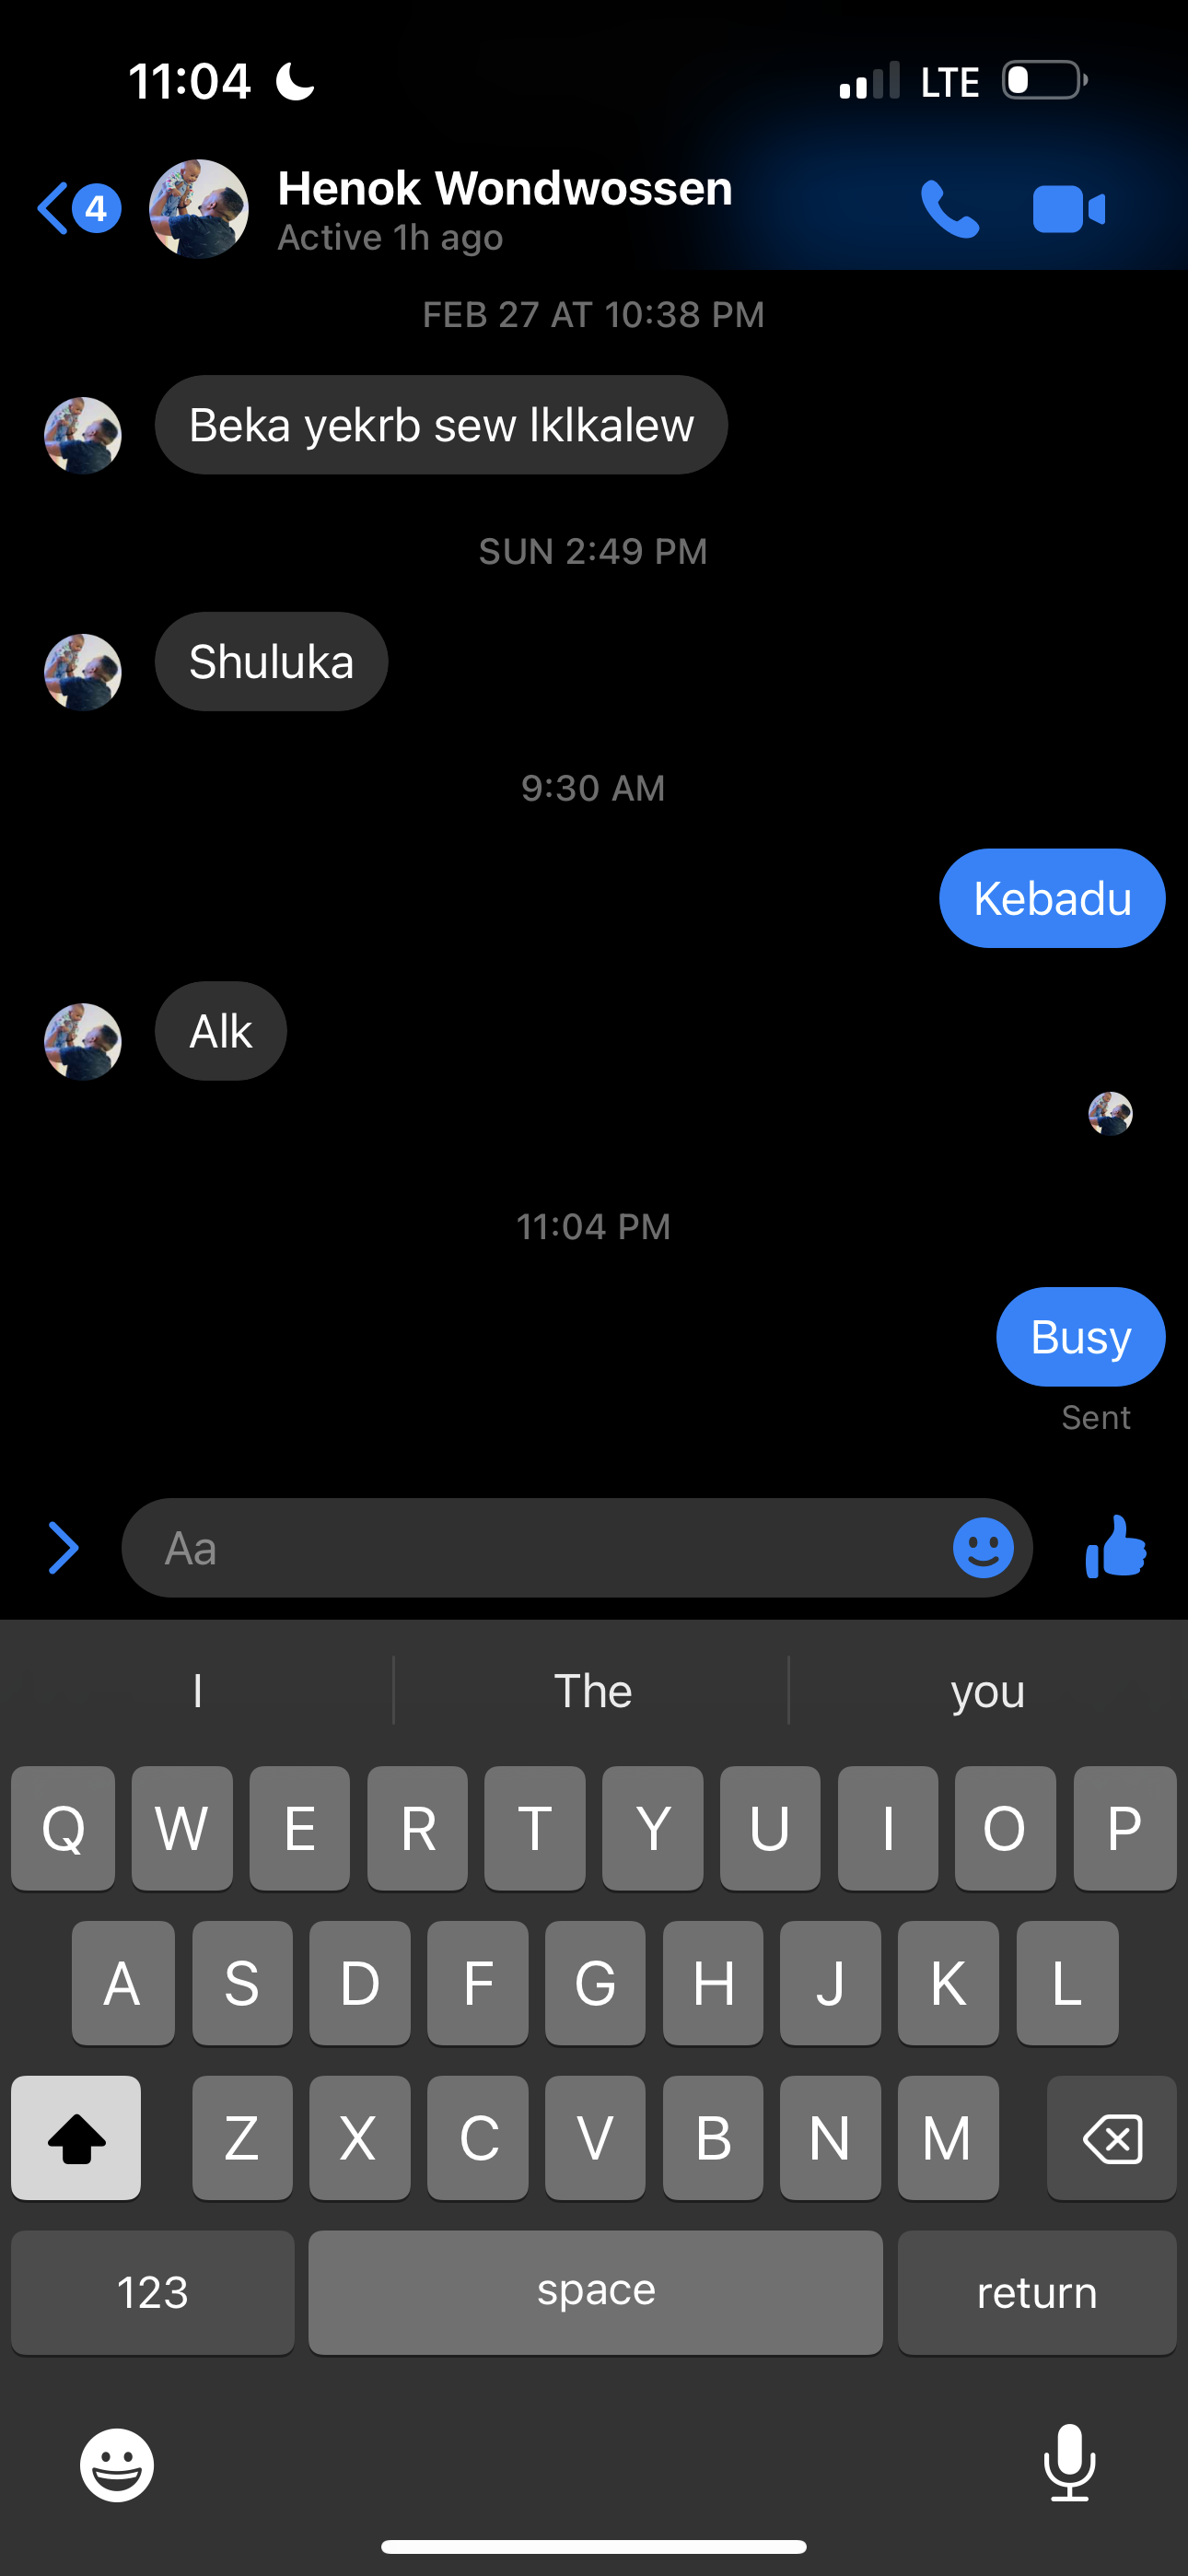 11:04
LTE
4
Henok Wondwossen
Active 1h ago
FEB 27 AT 10:38 PM
Beka yekrb sew lklkalew
SUN 2:49 PM
Shuluka
9:30 AM
Kebadu
Alk
11:04 PM
Busy
Sent
Aa
I The you
Q W E R T Y U I O P
A S D F G H J K L
Z X C V B N M
123 space return